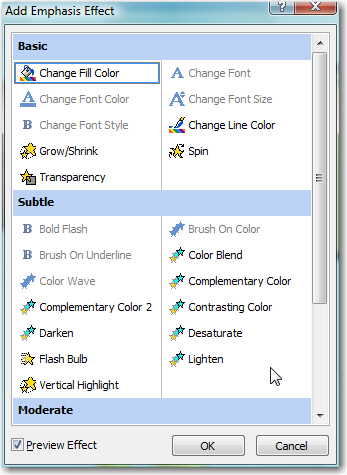 Add Emphasis Effect
Basic
Change Fill Color
Change Font
Change Font Color
Change Font Size
Change Font Style
Change Line Color
Grow/Shrink
Spin
Transparency
Subtle
Bold Flash
Brush On Color
Brush On Underline
Color Blend
Color Wave
Complementary Color
Complementary Color 2
Contrasting Color
Darken
Desaturate
Flash Bulb
Lighten
Vertical Highlight
Moderate
Preview Effect
OK
Cancel